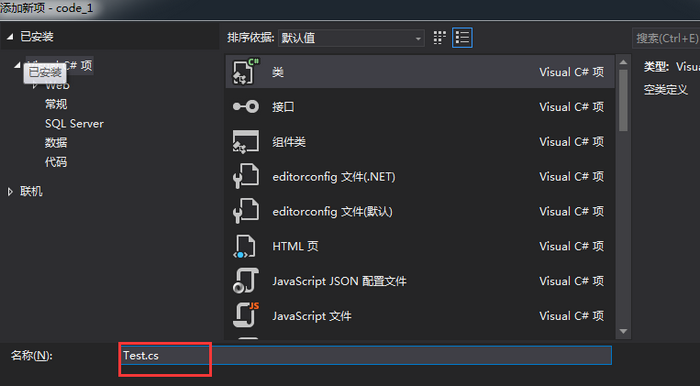 添加新项 - code_1
已安装
排序依据: 默认值
搜索(Ctrl+E)
Visual C# 项
已安装
Web
常规
SQL Server
数据
代码
联机
C#
类 Visual C# 项
接口 Visual C# 项
组件类 Visual C# 项
editorconfig 文件(.NET) Visual C# 项
editorconfig 文件(默认) Visual C# 项
HTML 页 Visual C# 项
JavaScript JSON 配置文件 Visual C# 项
JS
JavaScript 文件 Visual C# 项
类型: Visua
空类定义
名称(N): Test.cs